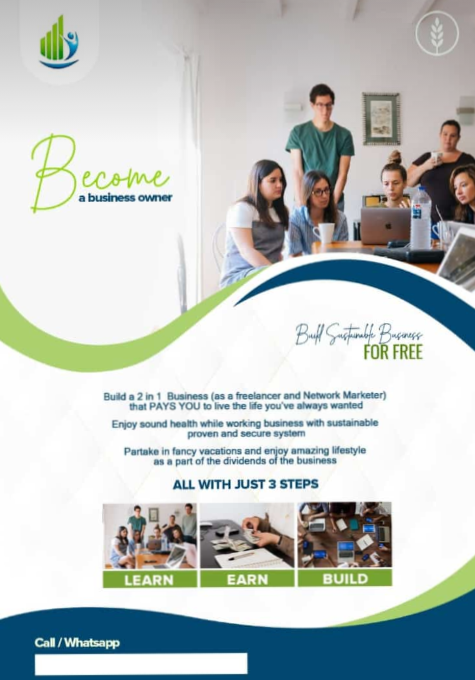 Become
a business owner
Build Sustainable Business
FOR FREE
Build a 2 in 1 Business (as a freelancer and Network Marketer)
that PAYS YOU to live the life you've always wanted
Enjoy sound health while working business with sustainable
proven and secure system
Partake in fancy vacations and enjoy amazing lifestyle
as a part of the dividends of the business
ALL WITH JUST 3 STEPS
LEARN EARN BUILD
Call / Whatsapp